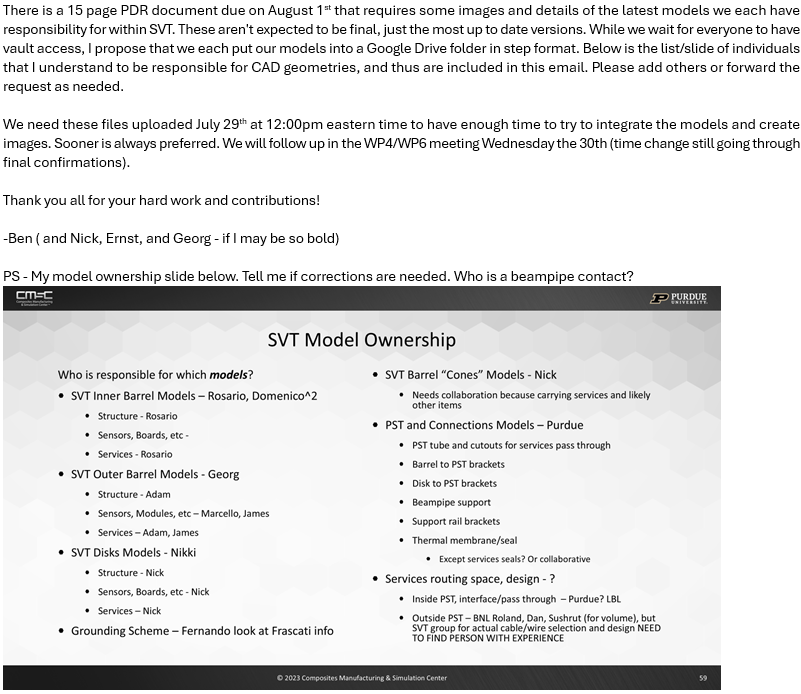 There is a 15 page PDR document due on August 1st that requires some images and details of the latest models we each have
responsibility for within SVT. These aren't expected to be final, just the most up to date versions. While we wait for everyone to have
vault access, I propose that we each put our models into a Google Drive folder in step format. Below is the list/slide of individuals
that I understand to be responsible for CAD geometries, and thus are included in this email. Please add others or forward the
request as needed.
We need these files uploaded July 29th at 12:00pm eastern time to have enough time to try to integrate the models and create
images. Sooner is always preferred. We will follow up in the WP4/WP6 meeting Wednesday the 30th (time change still going through
final confirmations).
Thank you all for your hard work and contributions!
-Ben ( and Nick, Ernst, and Georg - if I may be so bold)
PS - My model ownership slide below. Tell me if corrections are needed. Who is a beampipe contact?
Composites Manufacturing
& Simulation Center
PURDUE
UNIVERSITY
SVT Model Ownership
Who is responsible for which models?
• SVT Inner Barrel Models – Rosario, Domenico^2
• Structure - Rosario
• Sensors, Boards, etc -
• Services - Rosario
• SVT Outer Barrel Models - Georg
• Structure - Adam
• Sensors, Modules, etc – Marcello, James
• Services – Adam, James
• SVT Disks Models - Nikki
• Structure - Nick
• Sensors, Boards, etc - Nick
• Services – Nick
• Grounding Scheme – Fernando look at Frascati info
• SVT Barrel "Cones" Models - Nick
• Needs collaboration because carrying services and likely
other items
• PST and Connections Models – Purdue
• PST tube and cutouts for services pass through
• Barrel to PST brackets
• Disk to PST brackets
• Beampipe support
• Support rail brackets
• Thermal membrane/seal
• Except services seals? Or collaborative
• Services routing space, design - ?
• Inside PST, interface/pass through – Purdue? LBL
• Outside PST – BNL Roland, Dan, Sushrut (for volume), but
SVT group for actual cable/wire selection and design NEED
TO FIND PERSON WITH EXPERIENCE
© 2023 Composites Manufacturing & Simulation Center
59